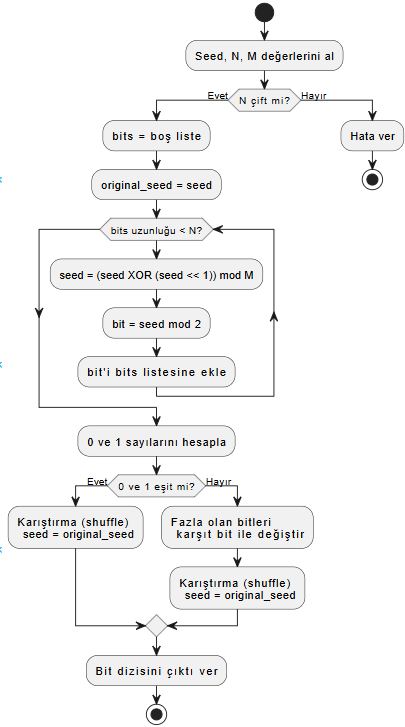 Seed, N, M değerlerini al
N çift mi?
Evet
Hayır
bits = boş liste
Hata ver
original_seed = seed
bits uzunluğu < N?
seed = (seed XOR (seed << 1)) mod M
bit = seed mod 2
bit'i bits listesine ekle
0 ve 1 sayılarını hesapla
0 ve 1 eşit mi?
Evet
Hayır
Karıştırma (shuffle)
seed = original_seed
Fazla olan bitleri
karşıt bit ile değiştir
Karıştırma (shuffle)
seed = original_seed
Bit dizisini çıktı ver